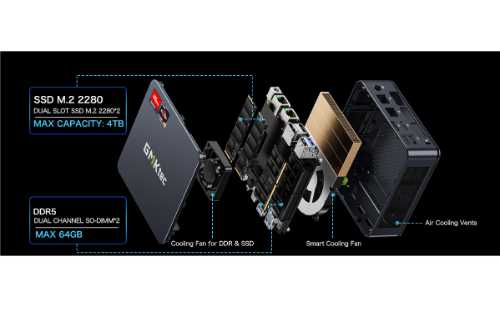 SSD M.2 2280
DUAL SLOT SSD M.2 2280*2
MAX CAPACITY: 4TB
GMKtec
DDR5
DUAL CHANNEL SO-DIMM*2
MAX 64GB
Cooling Fan for DDR & SSD
Smart Cooling Fan
Air Cooling Vents